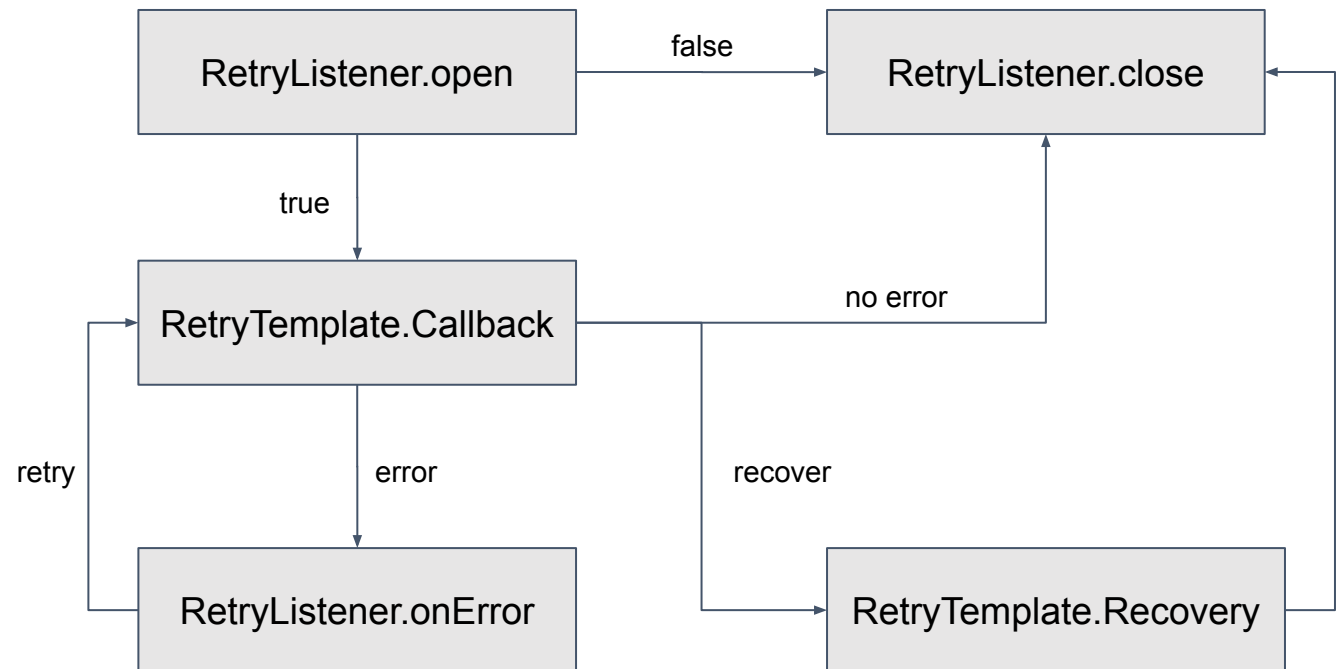 false
RetryListener.open
RetryListener.close
true
no error
RetryTemplate.Callback
retry
error
recover
RetryListener.onError
RetryTemplate.Recovery